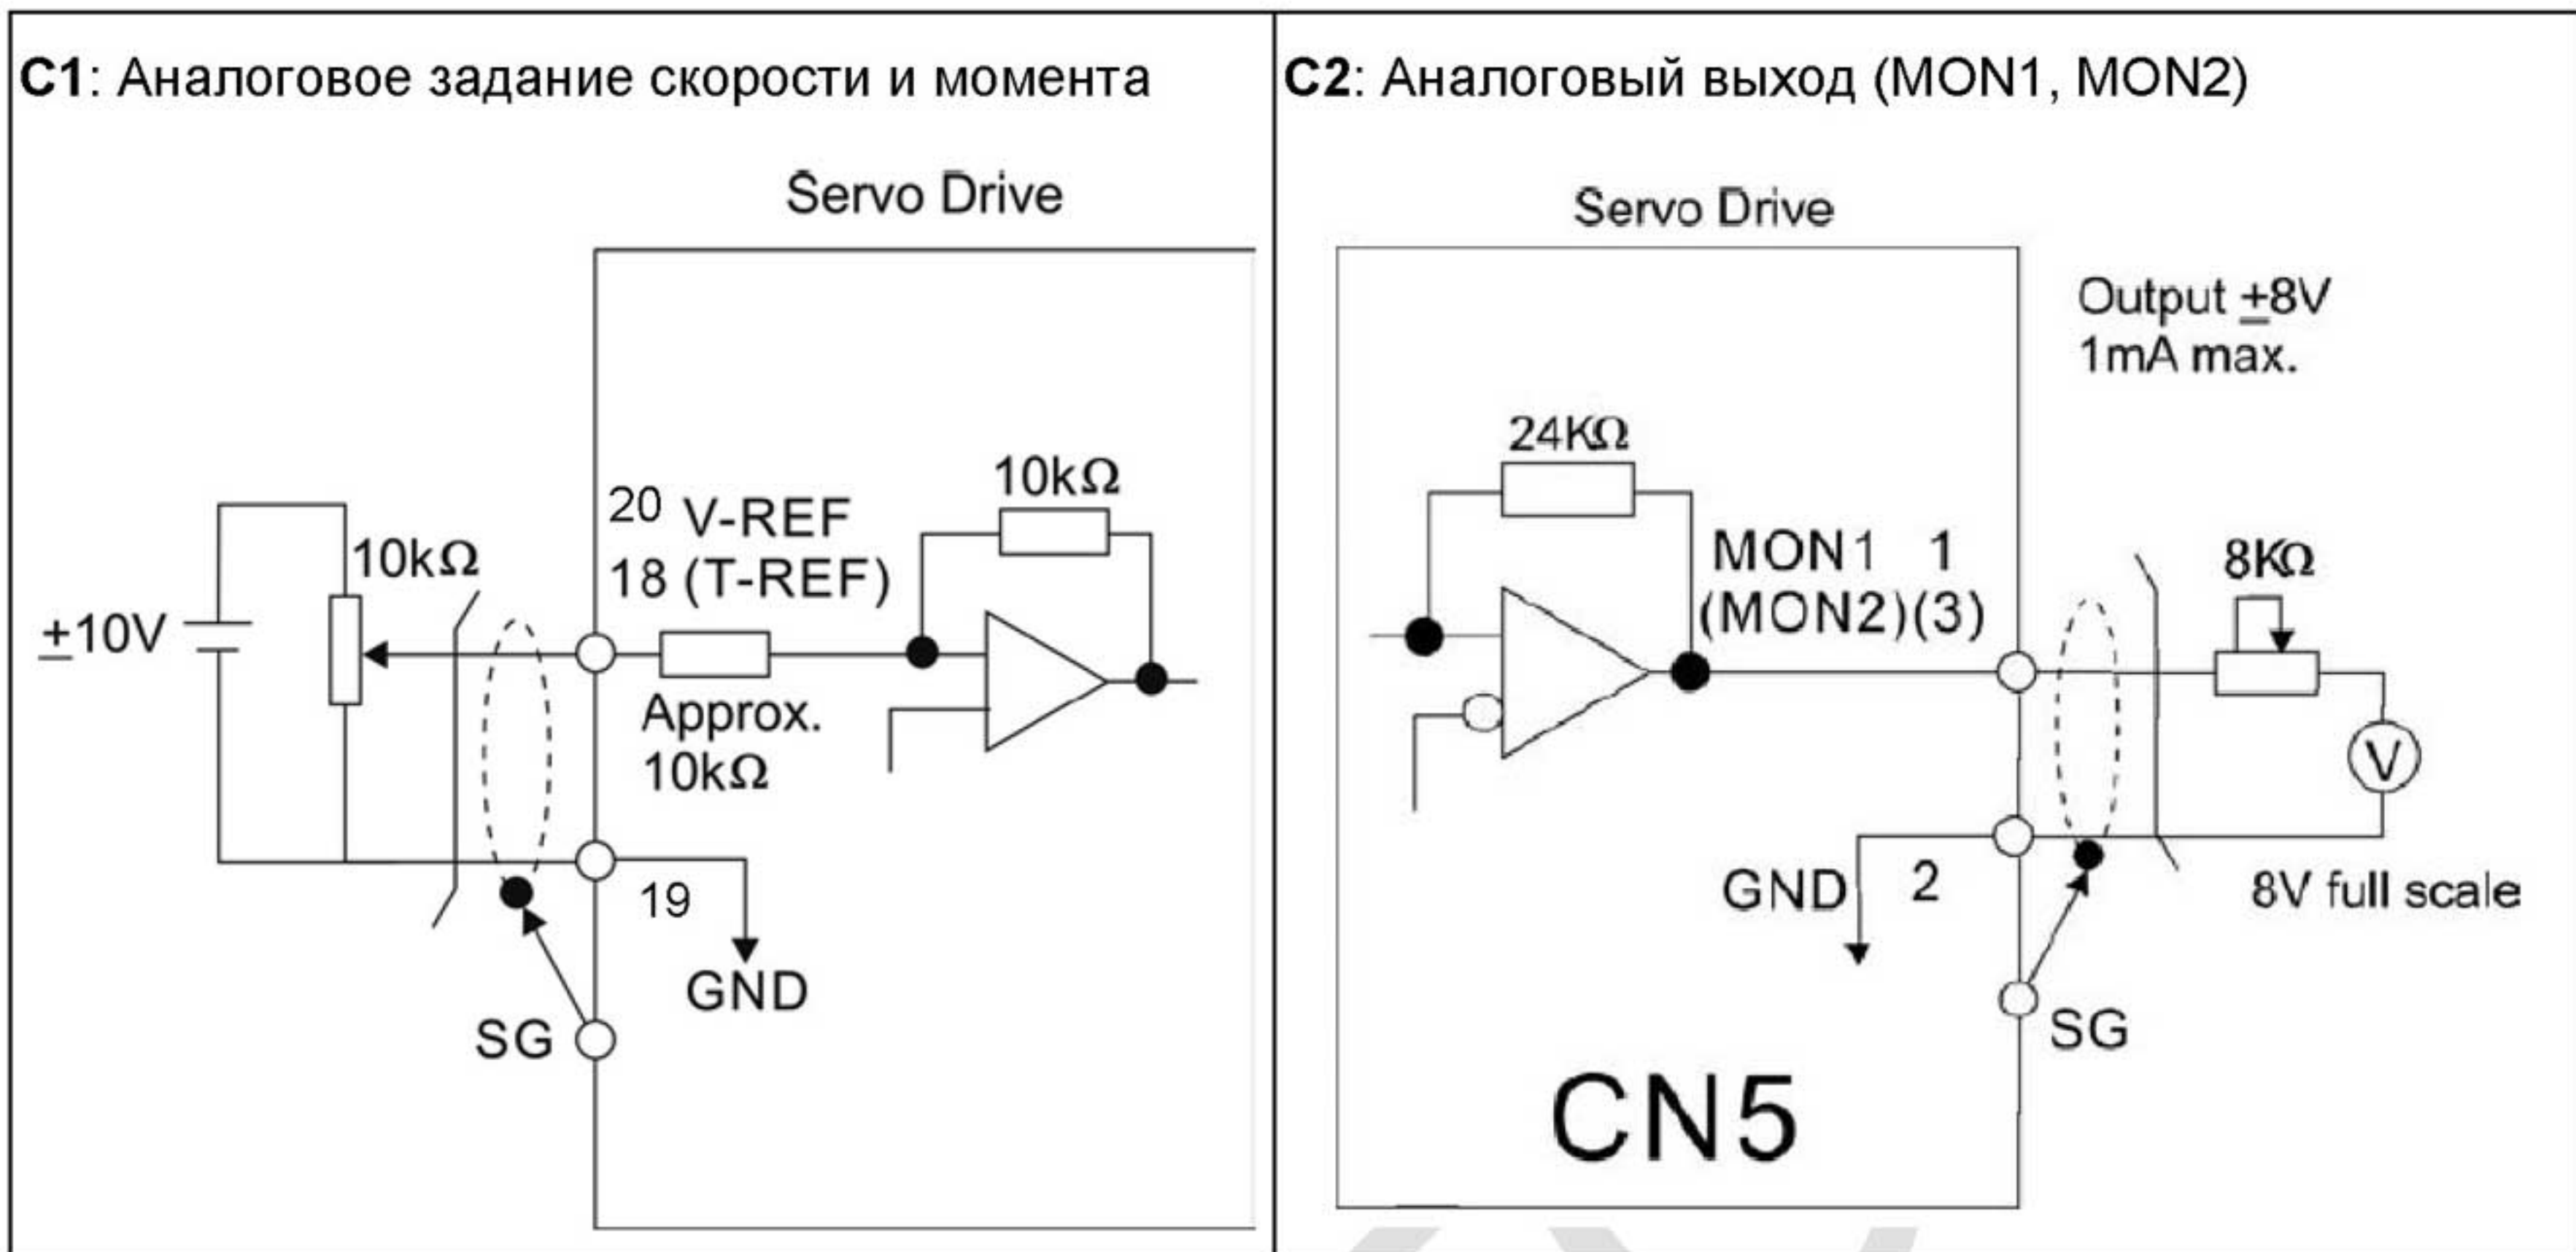 C1: Аналоговое задание скорости и момента
Servo Drive
20 V-REF
18 (T-REF)
10kΩ
10kΩ
±10V
Approx.
10kΩ
19
GND
SG
C2: Аналоговый выход (MON1, MON2)
Servo Drive
Output ±8V
1mA max.
24KΩ
MON1 1
(MON2)(3)
8KΩ
V
GND 2
8V full scale
SG
CN5